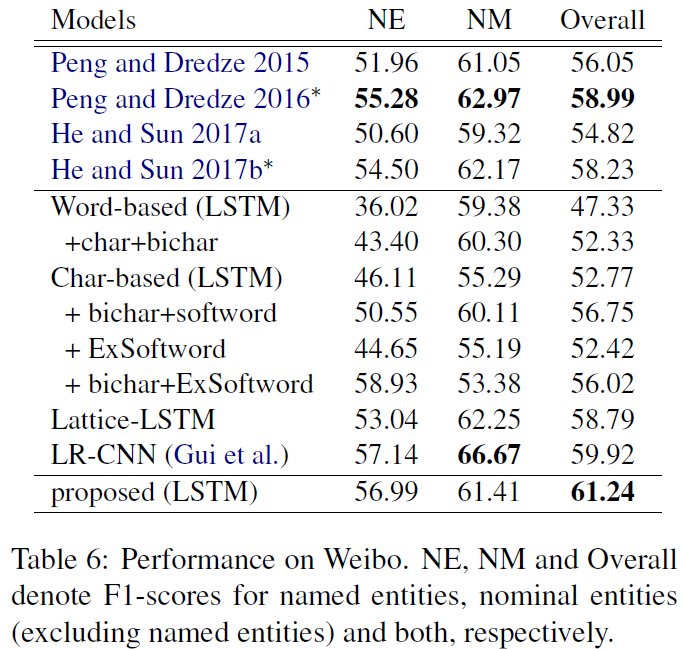 Models NE NM Overall
Peng and Dredze 2015 51.96 61.05 56.05
Peng and Dredze 2016* 55.28 62.97 58.99
He and Sun 2017a 50.60 59.32 54.82
He and Sun 2017b* 54.50 62.17 58.23
Word-based (LSTM) 36.02 59.38 47.33
+char+bichar 43.40 60.30 52.33
Char-based (LSTM) 46.11 55.29 52.77
+ bichar+softword 50.55 60.11 56.75
+ ExSoftword 44.65 55.19 52.42
+ bichar+ExSoftword 58.93 53.38 56.02
Lattice-LSTM 53.04 62.25 58.79
LR-CNN (Gui et al.) 57.14 66.67 59.92
proposed (LSTM) 56.99 61.41 61.24
Table 6: Performance on Weibo. NE, NM and Overall
denote F1-scores for named entities, nominal entities
(excluding named entities) and both, respectively.